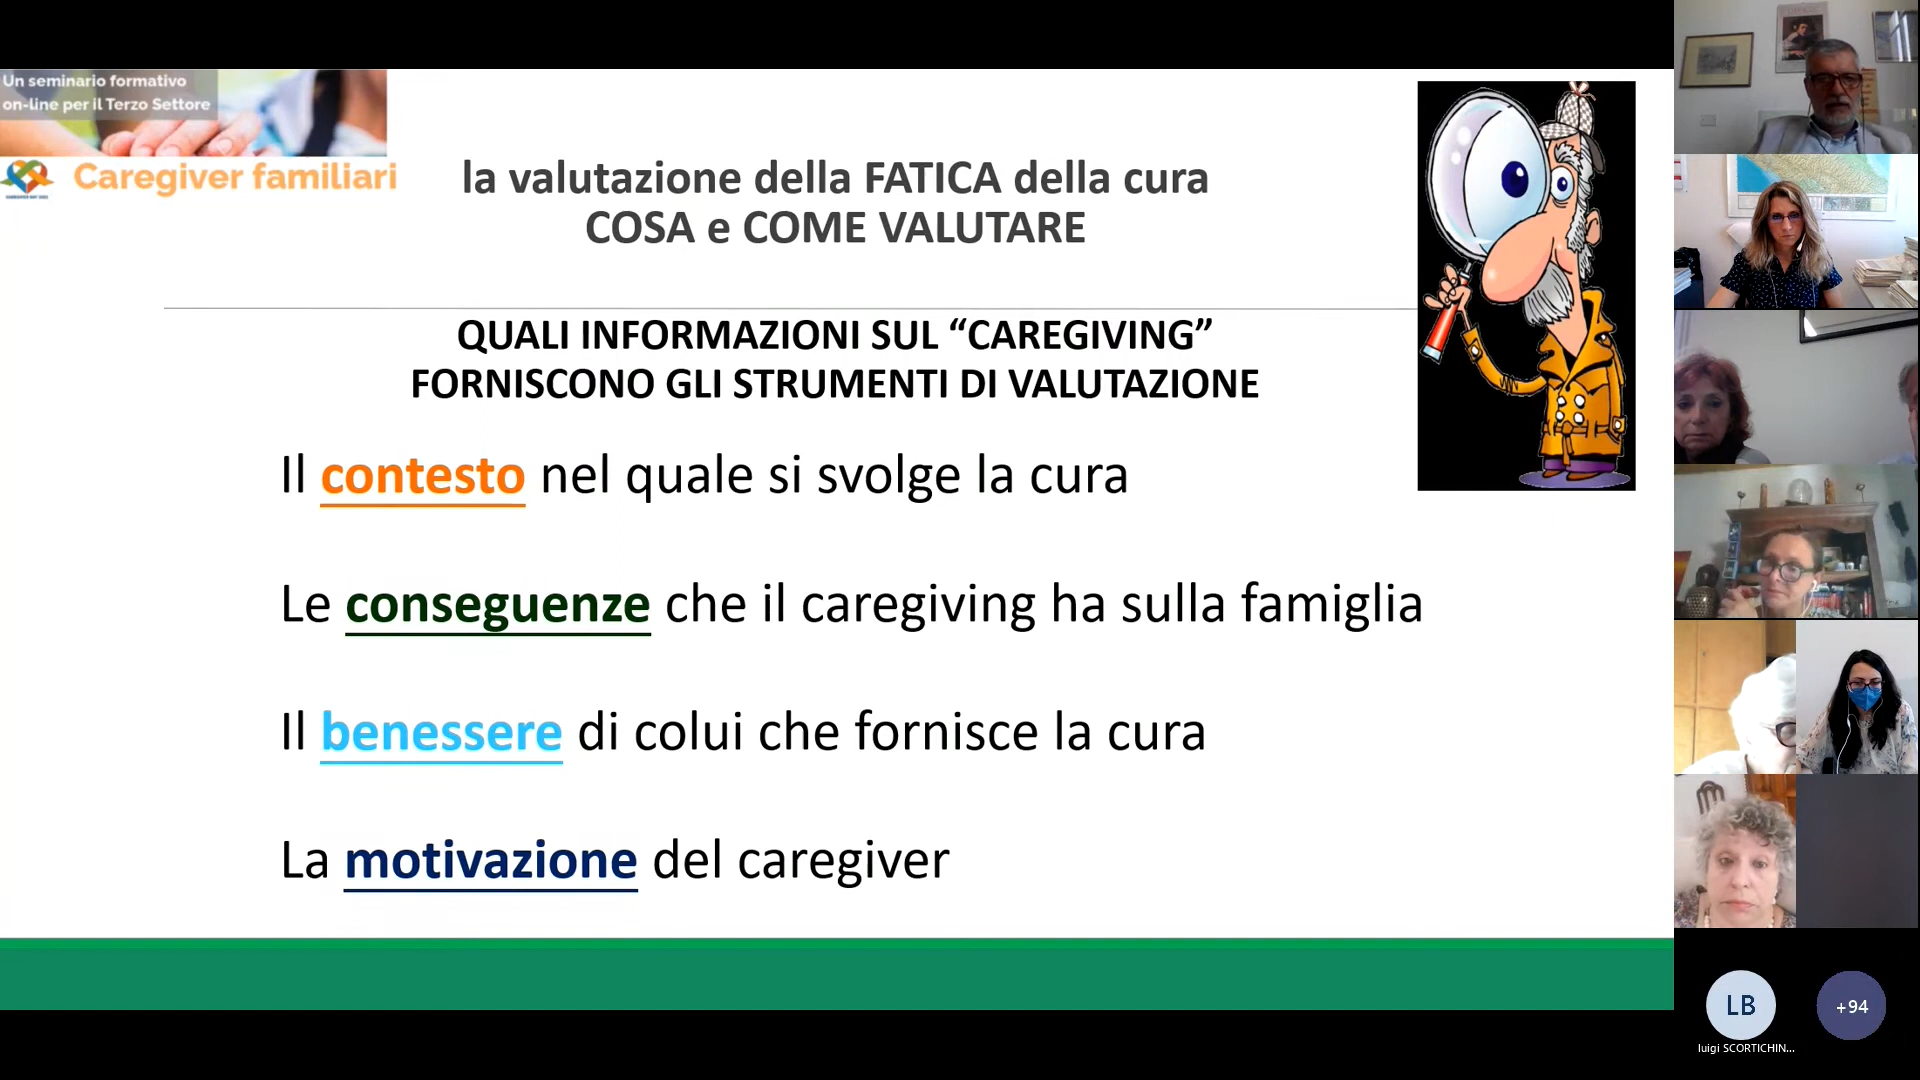 Un seminario formativo
on-line per il Terzo Settore
Caregiver familiari
la valutazione della FATICA della cura
COSA e COME VALUTARE
QUALI INFORMAZIONI SUL “CAREGIVING”
FORNISCONO GLI STRUMENTI DI VALUTAZIONE
Il contesto nel quale si svolge la cura
Le conseguenze che il caregiving ha sulla famiglia
Il benessere di colui che fornisce la cura
La motivazione del caregiver
LB
+94
luigi SCORTICHIN...